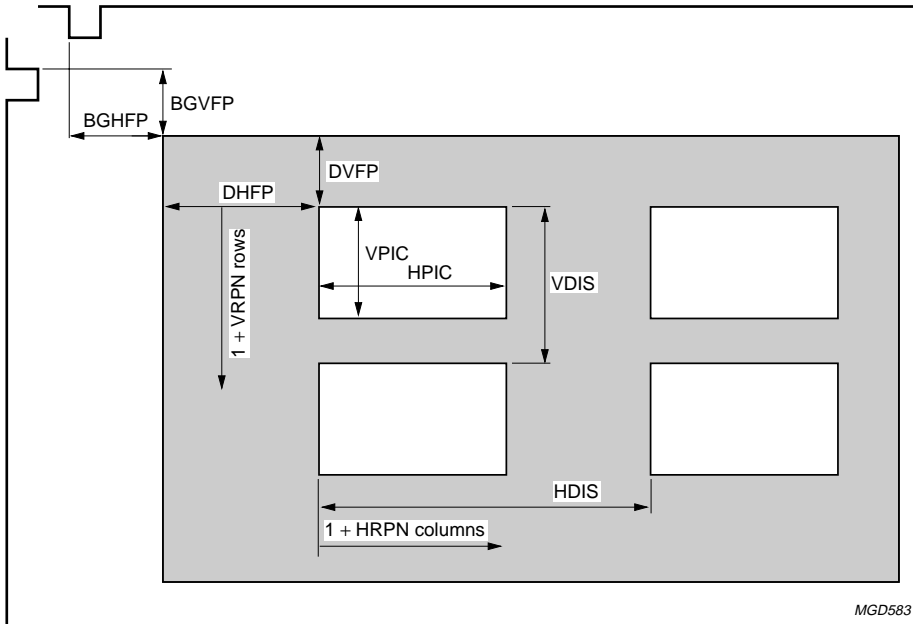 BGVFP
BGHFP
DVFP
DHFP
VPIC
HPIC
VDIS
1 + VRPN rows
HDIS
1 + HRPN columns
MGD583